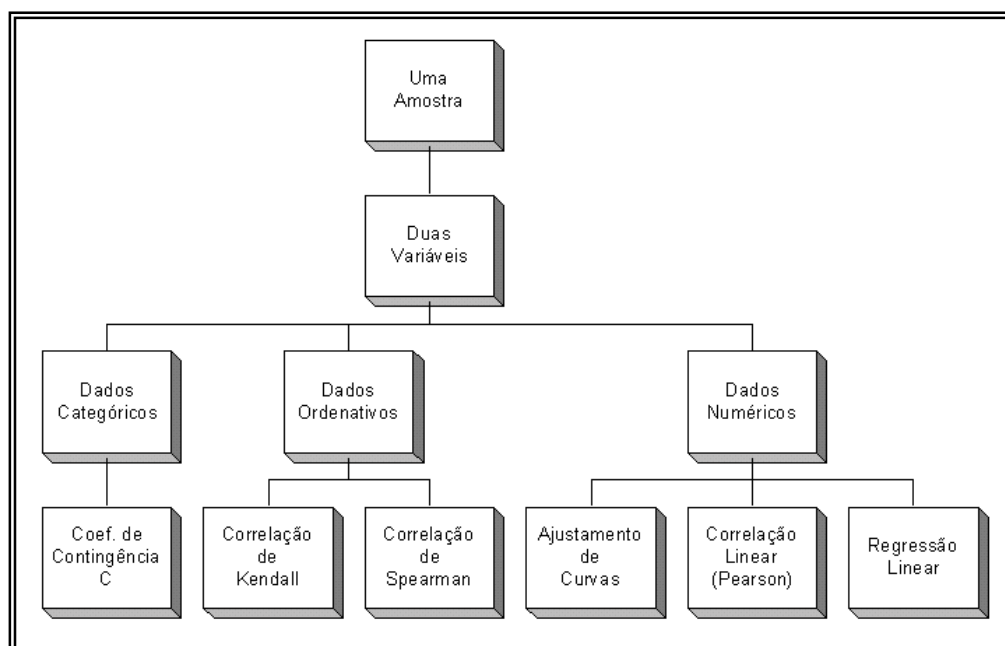 Uma
Amostra
Duas
Variáveis
Dados
Categóricos
Dados
Ordenativos
Dados
Numéricos
Coef. de
Contingência
C
Correlação
de
Kendall
Correlação
de
Spearman
Ajustamento
de
Curvas
Correlação
Linear
(Pearson)
Regressão
Linear